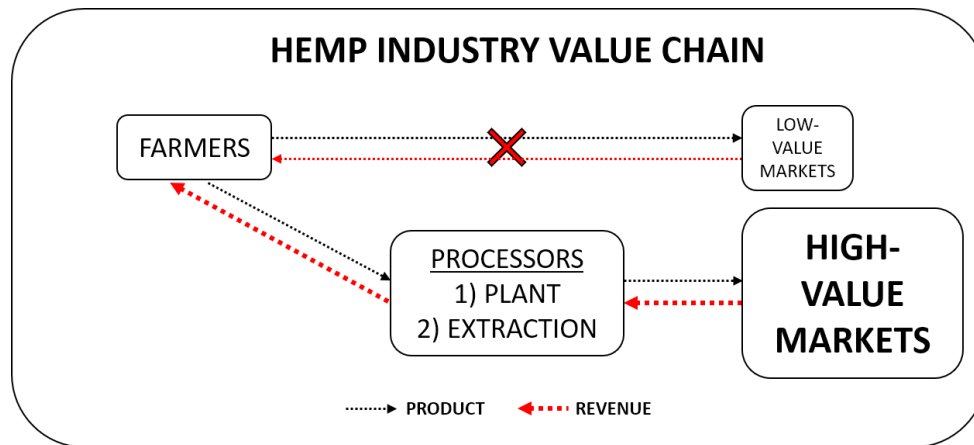 HEMP INDUSTRY VALUE CHAIN
FARMERS
LOW-
VALUE
MARKETS
PROCESSORS
1) PLANT
2) EXTRACTION
HIGH-
VALUE
MARKETS
PRODUCT
REVENUE